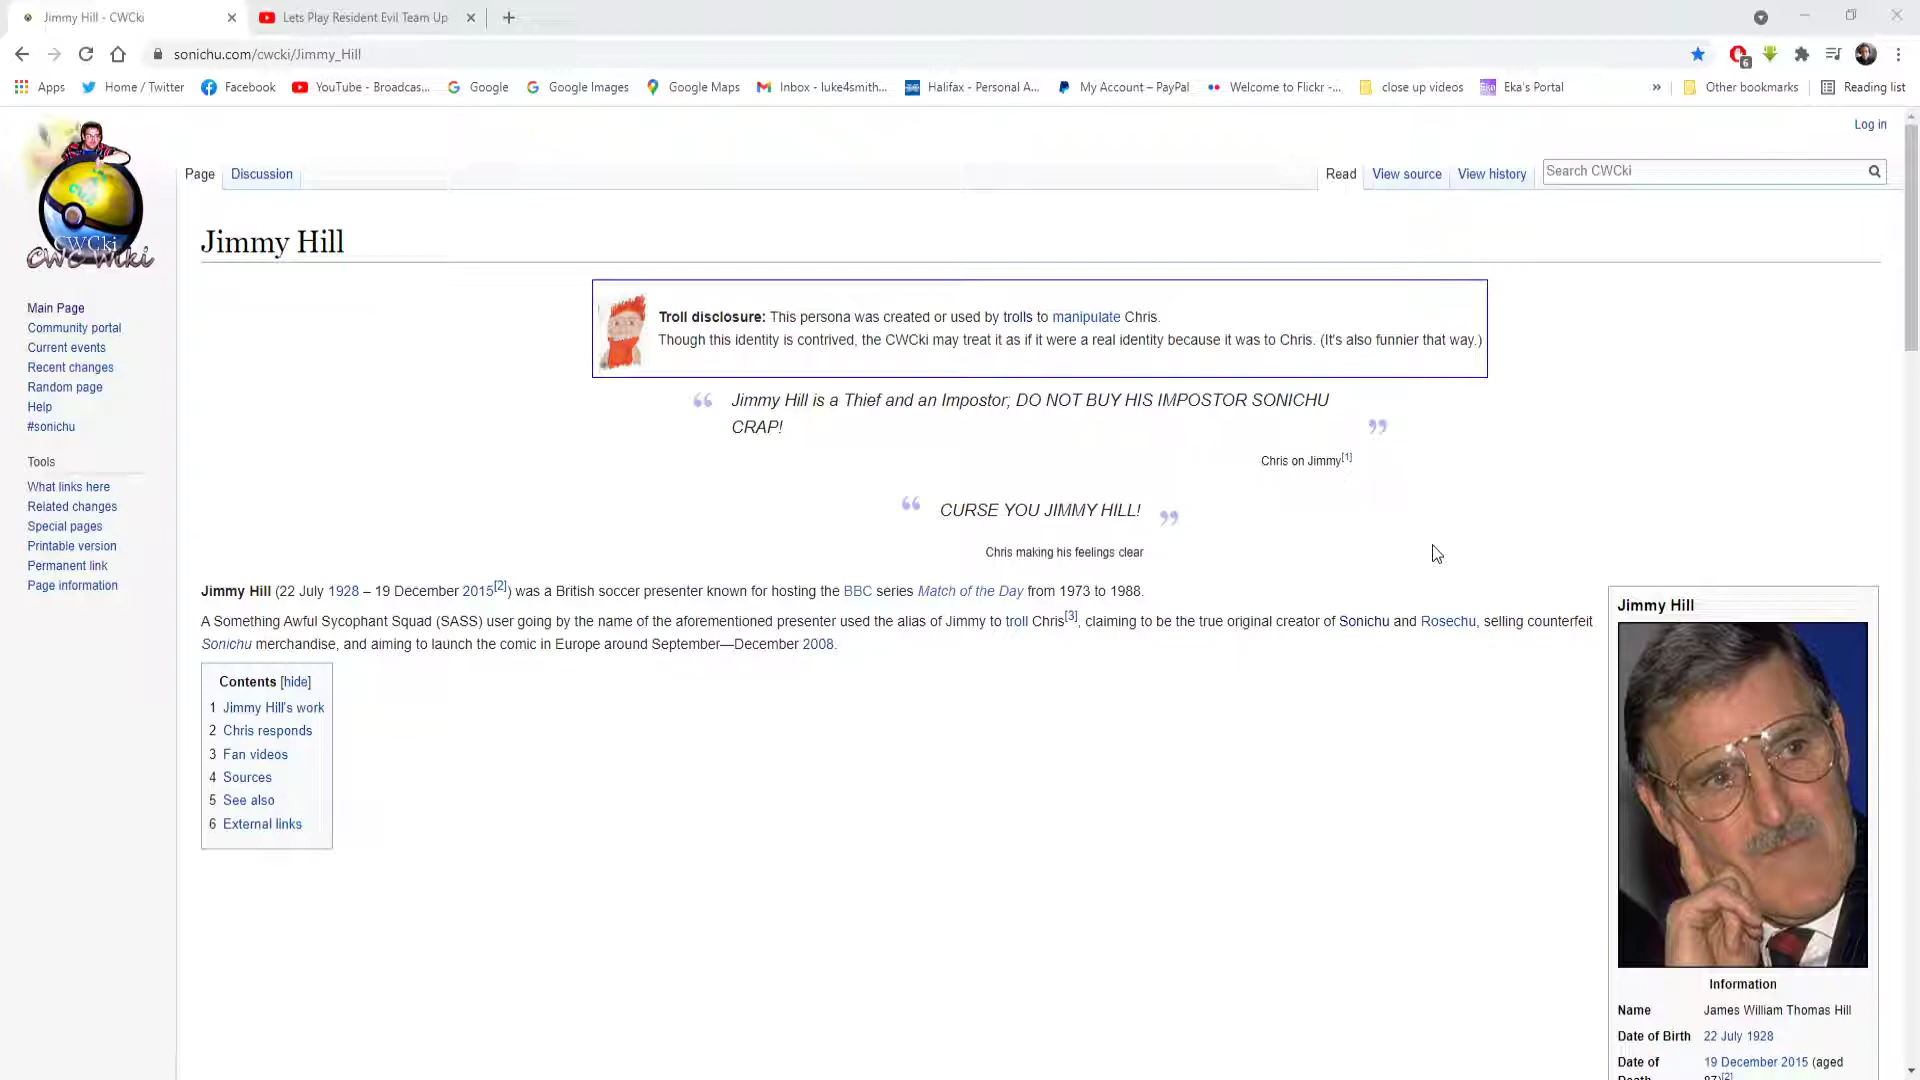 Jimmy Hill - CWCki
Lets Play Resident Evil Team Up
sonichu.com/cwcki/Jimmy_Hill
6
Apps
Home / Twitter
Facebook
YouTube - Broadcas...
Google
Google Images
Google Maps
Inbox - luke4smith...
Halifax - Personal A...
My Account – PayPal
Welcome to Flickr -...
close up videos
Eka's Portal
»
Other bookmarks
Reading list
Log in
CWCki
CWC Wiki
Page
Discussion
Read
View source
View history
Search CWCki
Main Page
Community portal
Current events
Recent changes
Random page
Help
#sonichu
Tools
What links here
Related changes
Special pages
Printable version
Permanent link
Page information
Jimmy Hill
Troll disclosure: This persona was created or used by trolls to manipulate Chris.
Though this identity is contrived, the CWCki may treat it as if it were a real identity because it was to Chris. (It's also funnier that way.)
“ Jimmy Hill is a Thief and an Impostor; DO NOT BUY HIS IMPOSTOR SONICHU
CRAP! ”
Chris on Jimmy[1]
“ CURSE YOU JIMMY HILL! ”
Chris making his feelings clear
Jimmy Hill (22 July 1928 – 19 December 2015[2]) was a British soccer presenter known for hosting the BBC series Match of the Day from 1973 to 1988.
A Something Awful Sycophant Squad (SASS) user going by the name of the aforementioned presenter used the alias of Jimmy to troll Chris[3], claiming to be the true original creator of Sonichu and Rosechu, selling counterfeit
Sonichu merchandise, and aiming to launch the comic in Europe around September—December 2008.
Contents [hide]
1 Jimmy Hill's work
2 Chris responds
3 Fan videos
4 Sources
5 See also
6 External links
Jimmy Hill
Information
Name James William Thomas Hill
Date of Birth 22 July 1928
Date of 19 December 2015 (aged